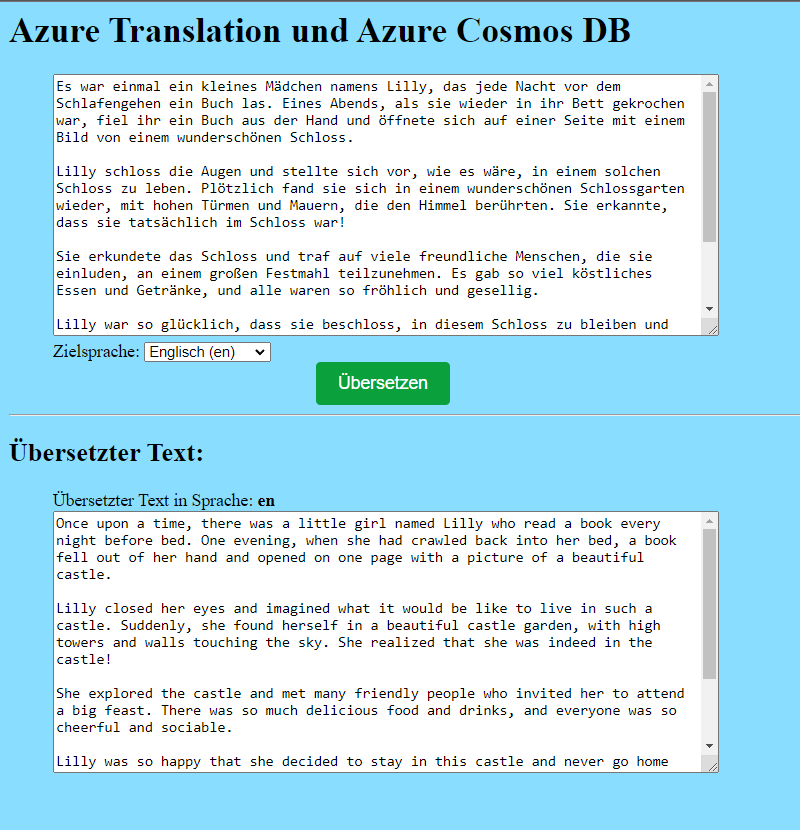 Azure Translation und Azure Cosmos DB
Es war einmal ein kleines Mädchen namens Lilly, das jede Nacht vor dem
Schlafengehen ein Buch las. Eines Abends, als sie wieder in ihr Bett gekrochen
war, fiel ihr ein Buch aus der Hand und öffnete sich auf einer Seite mit einem
Bild von einem wunderschönen Schloss.
Lilly schloss die Augen und stellte sich vor, wie es wäre, in einem solchen
Schloss zu leben. Plötzlich fand sie sich in einem wunderschönen Schlossgarten
wieder, mit hohen Türmen und Mauern, die den Himmel berührten. Sie erkannte,
dass sie tatsächlich im Schloss war!
Sie erkundete das Schloss und traf auf viele freundliche Menschen, die sie
einluden, an einem großen Festmahl teilzunehmen. Es gab so viel köstliches
Essen und Getränke, und alle waren so fröhlich und gesellig.
Lilly war so glücklich, dass sie beschloss, in diesem Schloss zu bleiben und
Zielsprache: Englisch (en)
Übersetzen
Übersetzter Text:
Übersetzter Text in Sprache: en
Once upon a time, there was a little girl named Lilly who read a book every
night before bed. One evening, when she had crawled back into her bed, a book
fell out of her hand and opened on one page with a picture of a beautiful
castle.
Lilly closed her eyes and imagined what it would be like to live in such a
castle. Suddenly, she found herself in a beautiful castle garden, with high
towers and walls touching the sky. She realized that she was indeed in the
castle!
She explored the castle and met many friendly people who invited her to attend
a big feast. There was so much delicious food and drinks, and everyone was so
cheerful and sociable.
Lilly was so happy that she decided to stay in this castle and never go home